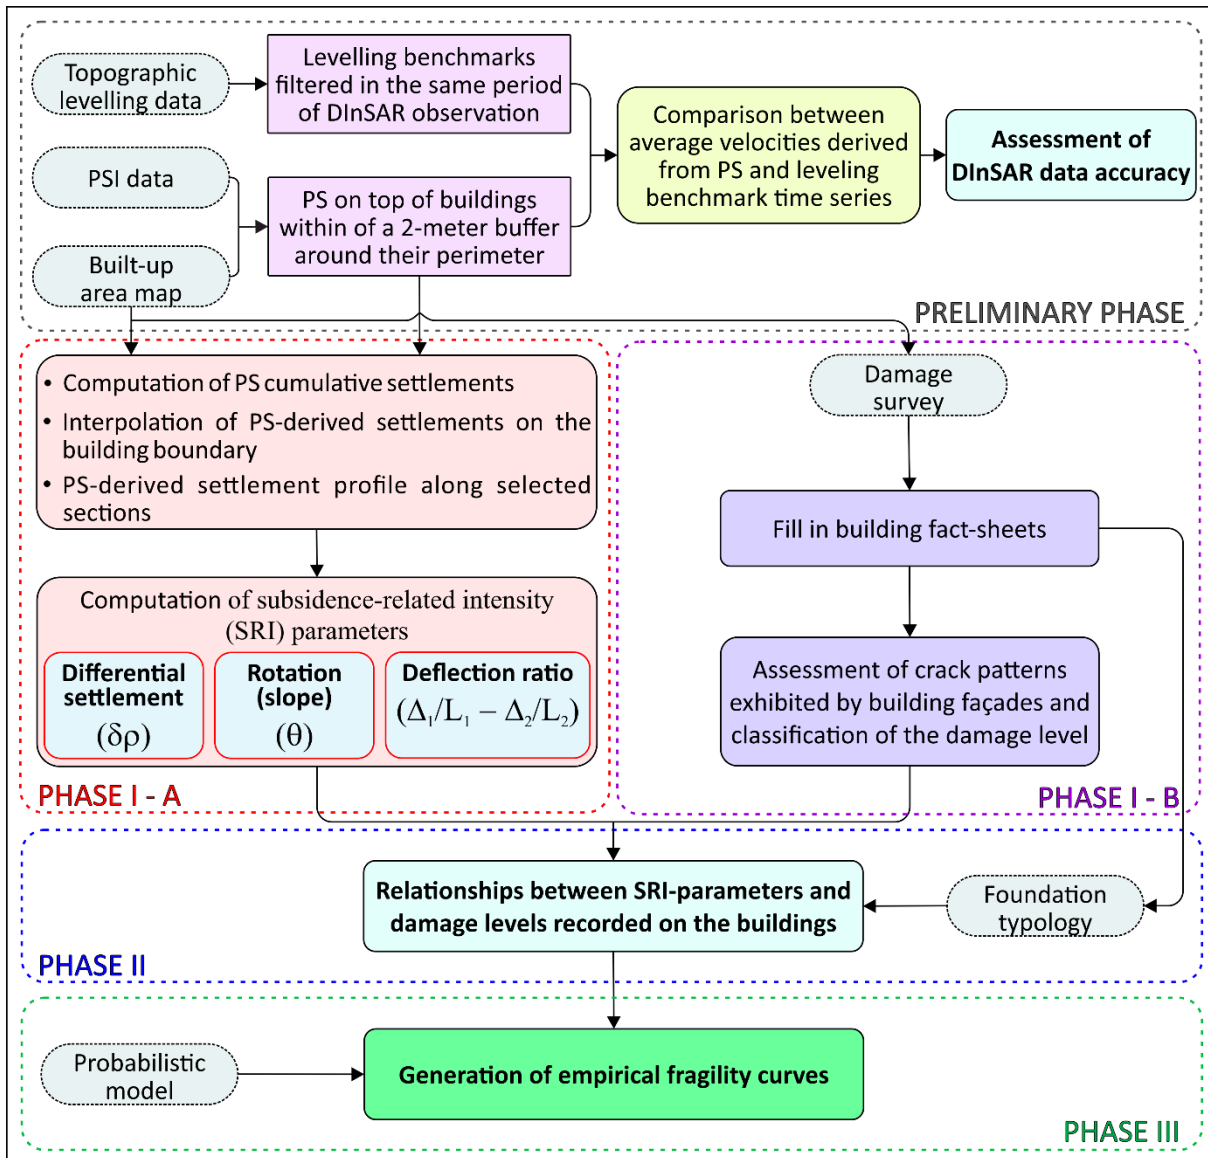 Topographic
levelling data
Levelling benchmarks
filtered in the same period
of DInSAR observation
PSI data
Built-up
area map
PS on top of buildings
within of a 2-meter buffer
around their perimeter
Comparison between
average velocities derived
from PS and leveling
benchmark time series
Assessment of
DInSAR data accuracy
PRELIMINARY PHASE
• Computation of PS cumulative settlements
• Interpolation of PS-derived settlements on the
building boundary
• PS-derived settlement profile along selected
sections
Computation of subsidence-related intensity
(SRI) parameters
Differential
settlement
(δρ)
Rotation
(slope)
(θ)
Deflection ratio
(Δ₁/L₁ – Δ₂/L₂)
PHASE I - A
Damage
survey
Fill in building fact-sheets
Assessment of crack patterns
exhibited by building façades and
classification of the damage level
PHASE I - B
Relationships between SRI-parameters and
damage levels recorded on the buildings
Foundation
typology
PHASE II
Probabilistic
model
Generation of empirical fragility curves
PHASE III